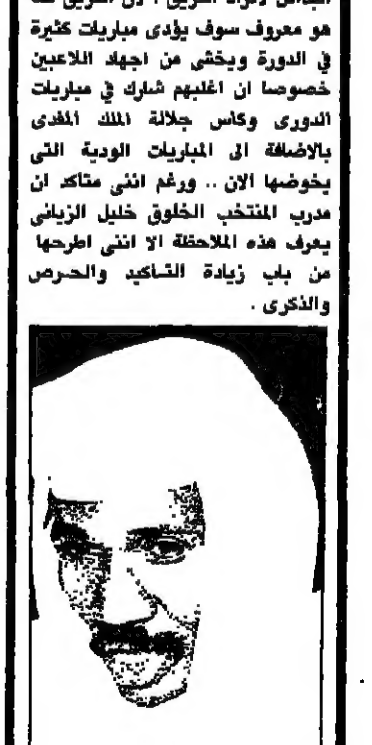 هو معروف سوف يؤدى مباريات كثيرة
في الدورة ويخشى من اجهاد اللاعبين
خصوصا ان اغلبهم شارك في مباريات
الدورى وكاس جلالة الملك المفدى
بالاضافة الى المباريات الودية التى
يخوضها الان .. ورغم اننى متاكد ان
مدرب المنتخب الخلوق خليل الزيانى
يعرف هذه الملاحظة الا اننى اطرحها
من باب زيادة التاكيد والحرص
والذكرى .